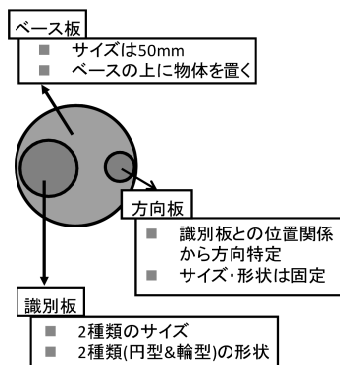 ベース板
■ サイズは50mm
■ ベースの上に物体を置く
方向板
■ 識別板との位置関係
から方向特定
■ サイズ・形状は固定
識別板
■ 2種類のサイズ
■ 2種類(円型&輪型)の形状